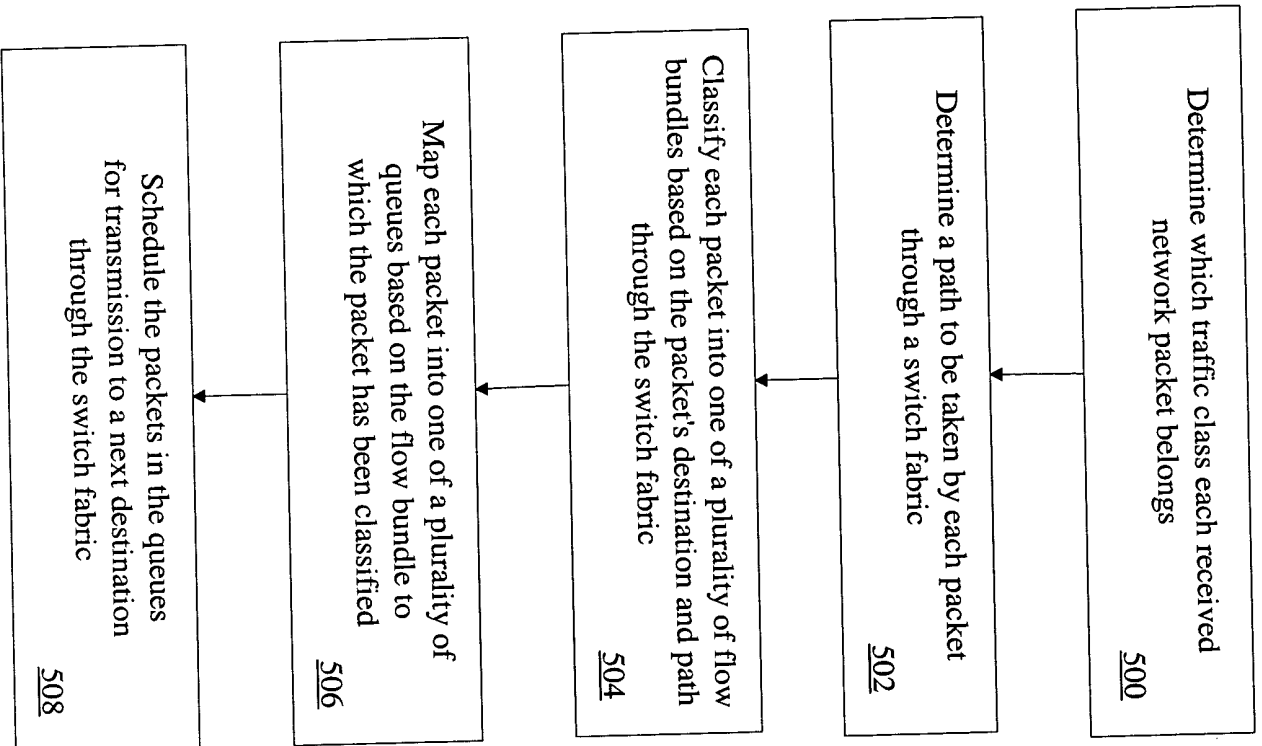 Determine which traffic class each received
network packet belongs
500
Determine a path to be taken by each packet
through a switch fabric
502
Classify each packet into one of a plurality of flow
bundles based on the packet's destination and path
through the switch fabric
504
Map each packet into one of a plurality of
queues based on the flow bundle to
which the packet has been classified
506
Schedule the packets in the queues
for transmission to a next destination
through the switch fabric
508